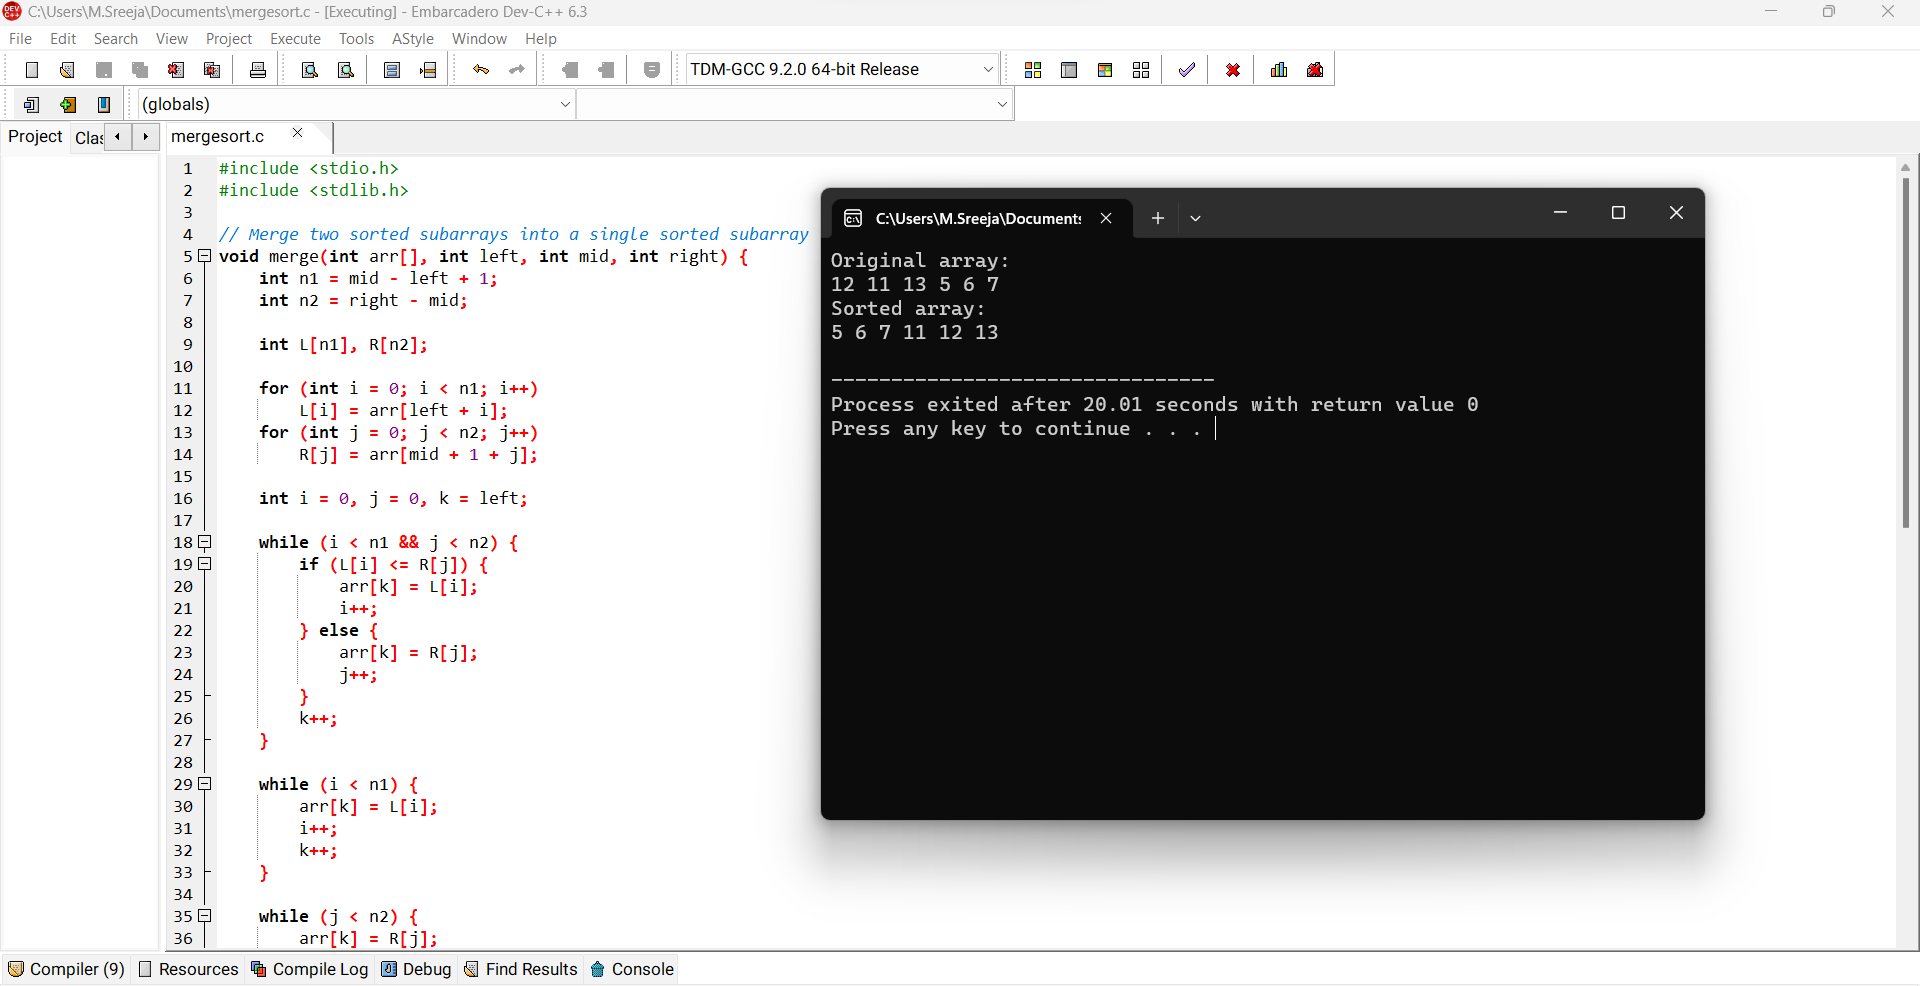 C:\Users\M.Sreeja\Documents\mergesort.c - [Executing] - Embarcadero Dev-C++ 6.3
File Edit Search View Project Execute Tools AStyle Window Help
TDM-GCC 9.2.0 64-bit Release
(globals)
Project Clas mergesort.c
1 #include <stdio.h>
2 #include <stdlib.h>
3
4 // Merge two sorted subarrays into a single sorted subarray
5 void merge(int arr[], int left, int mid, int right) {
6 int n1 = mid - left + 1;
7 int n2 = right - mid;
8
9 int L[n1], R[n2];
10
11 for (int i = 0; i < n1; i++)
12 L[i] = arr[left + i];
13 for (int j = 0; j < n2; j++)
14 R[j] = arr[mid + 1 + j];
15
16 int i = 0, j = 0, k = left;
17
18 while (i < n1 && j < n2) {
19 if (L[i] <= R[j]) {
20 arr[k] = L[i];
21 i++;
22 } else {
23 arr[k] = R[j];
24 j++;
25 }
26 k++;
27 }
28
29 while (i < n1) {
30 arr[k] = L[i];
31 i++;
32 k++;
33 }
34
35 while (j < n2) {
36 arr[k] = R[j];
C:\Users\M.Sreeja\Documents
Original array:
12 11 13 5 6 7
Sorted array:
5 6 7 11 12 13
--------------------------------
Process exited after 20.01 seconds with return value 0
Press any key to continue . . .
Compiler (9) Resources Compile Log Debug Find Results Console